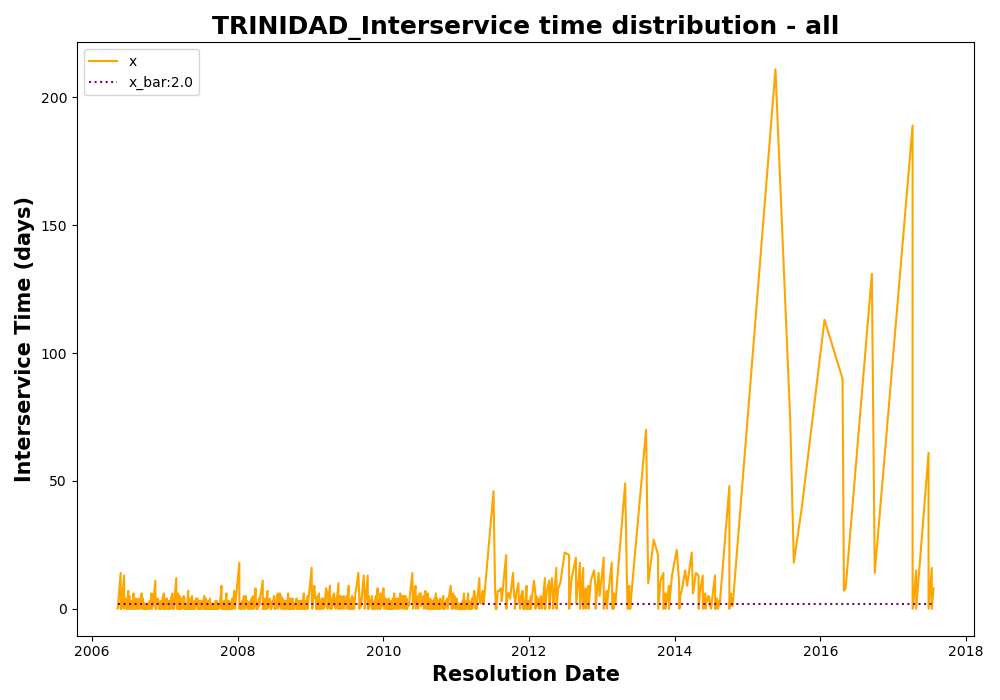 TRINIDAD_Interservice time distribution - all
x
x_bar:2.0
200
150
100
50
0
Interservice Time (days)
2006 2008 2010 2012 2014 2016 2018
Resolution Date